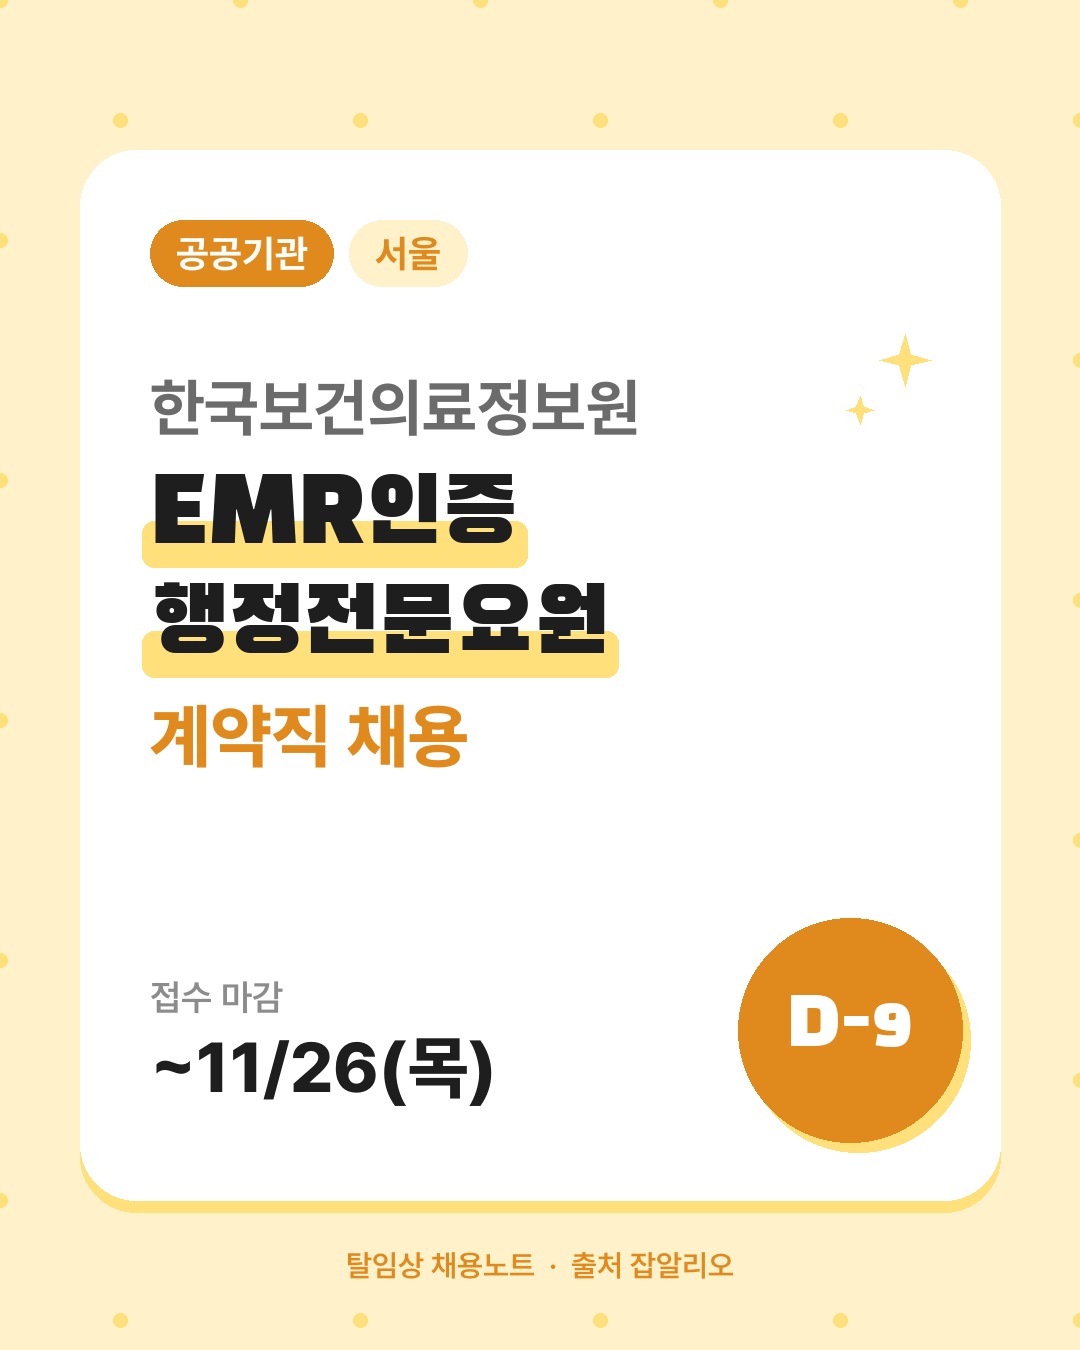 공공기관 서울
한국보건의료정보원
EMR인증
행정전문요원
계약직 채용
접수 마감
~11/26(목)
D-9
탈임상 채용노트 · 출처 잡알리오